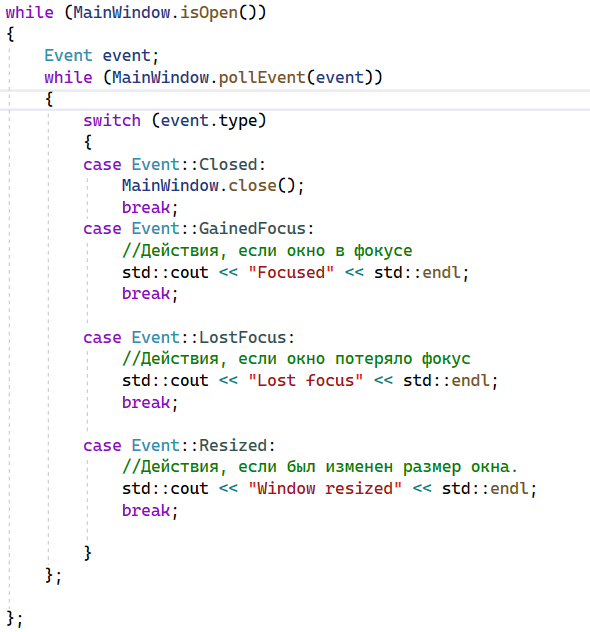 while (MainWindow.isOpen())
{
Event event;
while (MainWindow.pollEvent(event))
{
switch (event.type)
{
case Event::Closed:
MainWindow.close();
break;
case Event::GainedFocus:
//Действия, если окно в фокусе
std::cout << "Focused" << std::endl;
break;
case Event::LostFocus:
//Действия, если окно потеряло фокус
std::cout << "Lost focus" << std::endl;
break;
case Event::Resized:
//Действия, если был изменен размер окна.
std::cout << "Window resized" << std::endl;
break;
}
};
};